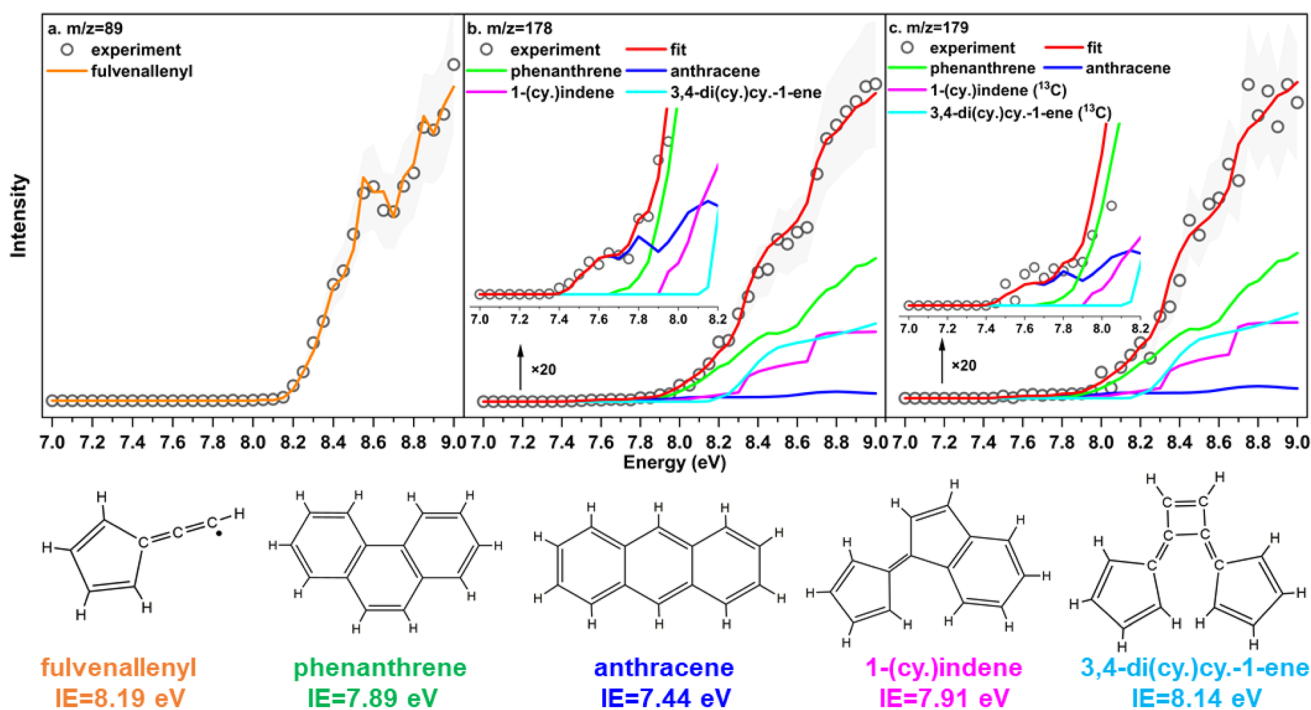 a. m/z=89
experiment
fulvenallenyl
b. m/z=178
experiment fit
phenanthrene anthracene
1-(cy.)indene 3,4-di(cy.)cy.-1-ene
c. m/z=179
experiment fit
phenanthrene anthracene
1-(cy.)indene (¹³C)
3,4-di(cy.)cy.-1-ene (¹³C)
Intensity
7.0 7.2 7.4 7.6 7.8 8.0 8.2
×20
7.0 7.2 7.4 7.6 7.8 8.0 8.2
×20
7.0 7.2 7.4 7.6 7.8 8.0 8.2 8.4 8.6 8.8 9.0
7.0 7.2 7.4 7.6 7.8 8.0 8.2 8.4 8.6 8.8 9.0
7.0 7.2 7.4 7.6 7.8 8.0 8.2 8.4 8.6 8.8 9.0
Energy (eV)
H H H H C C C H
H H H H H H H H H H
H H H H H H H H H H
H H H H H H H H H H
H H H C C H H H H H H H
fulvenallenyl
IE=8.19 eV
phenanthrene
IE=7.89 eV
anthracene
IE=7.44 eV
1-(cy.)indene
IE=7.91 eV
3,4-di(cy.)cy.-1-ene
IE=8.14 eV